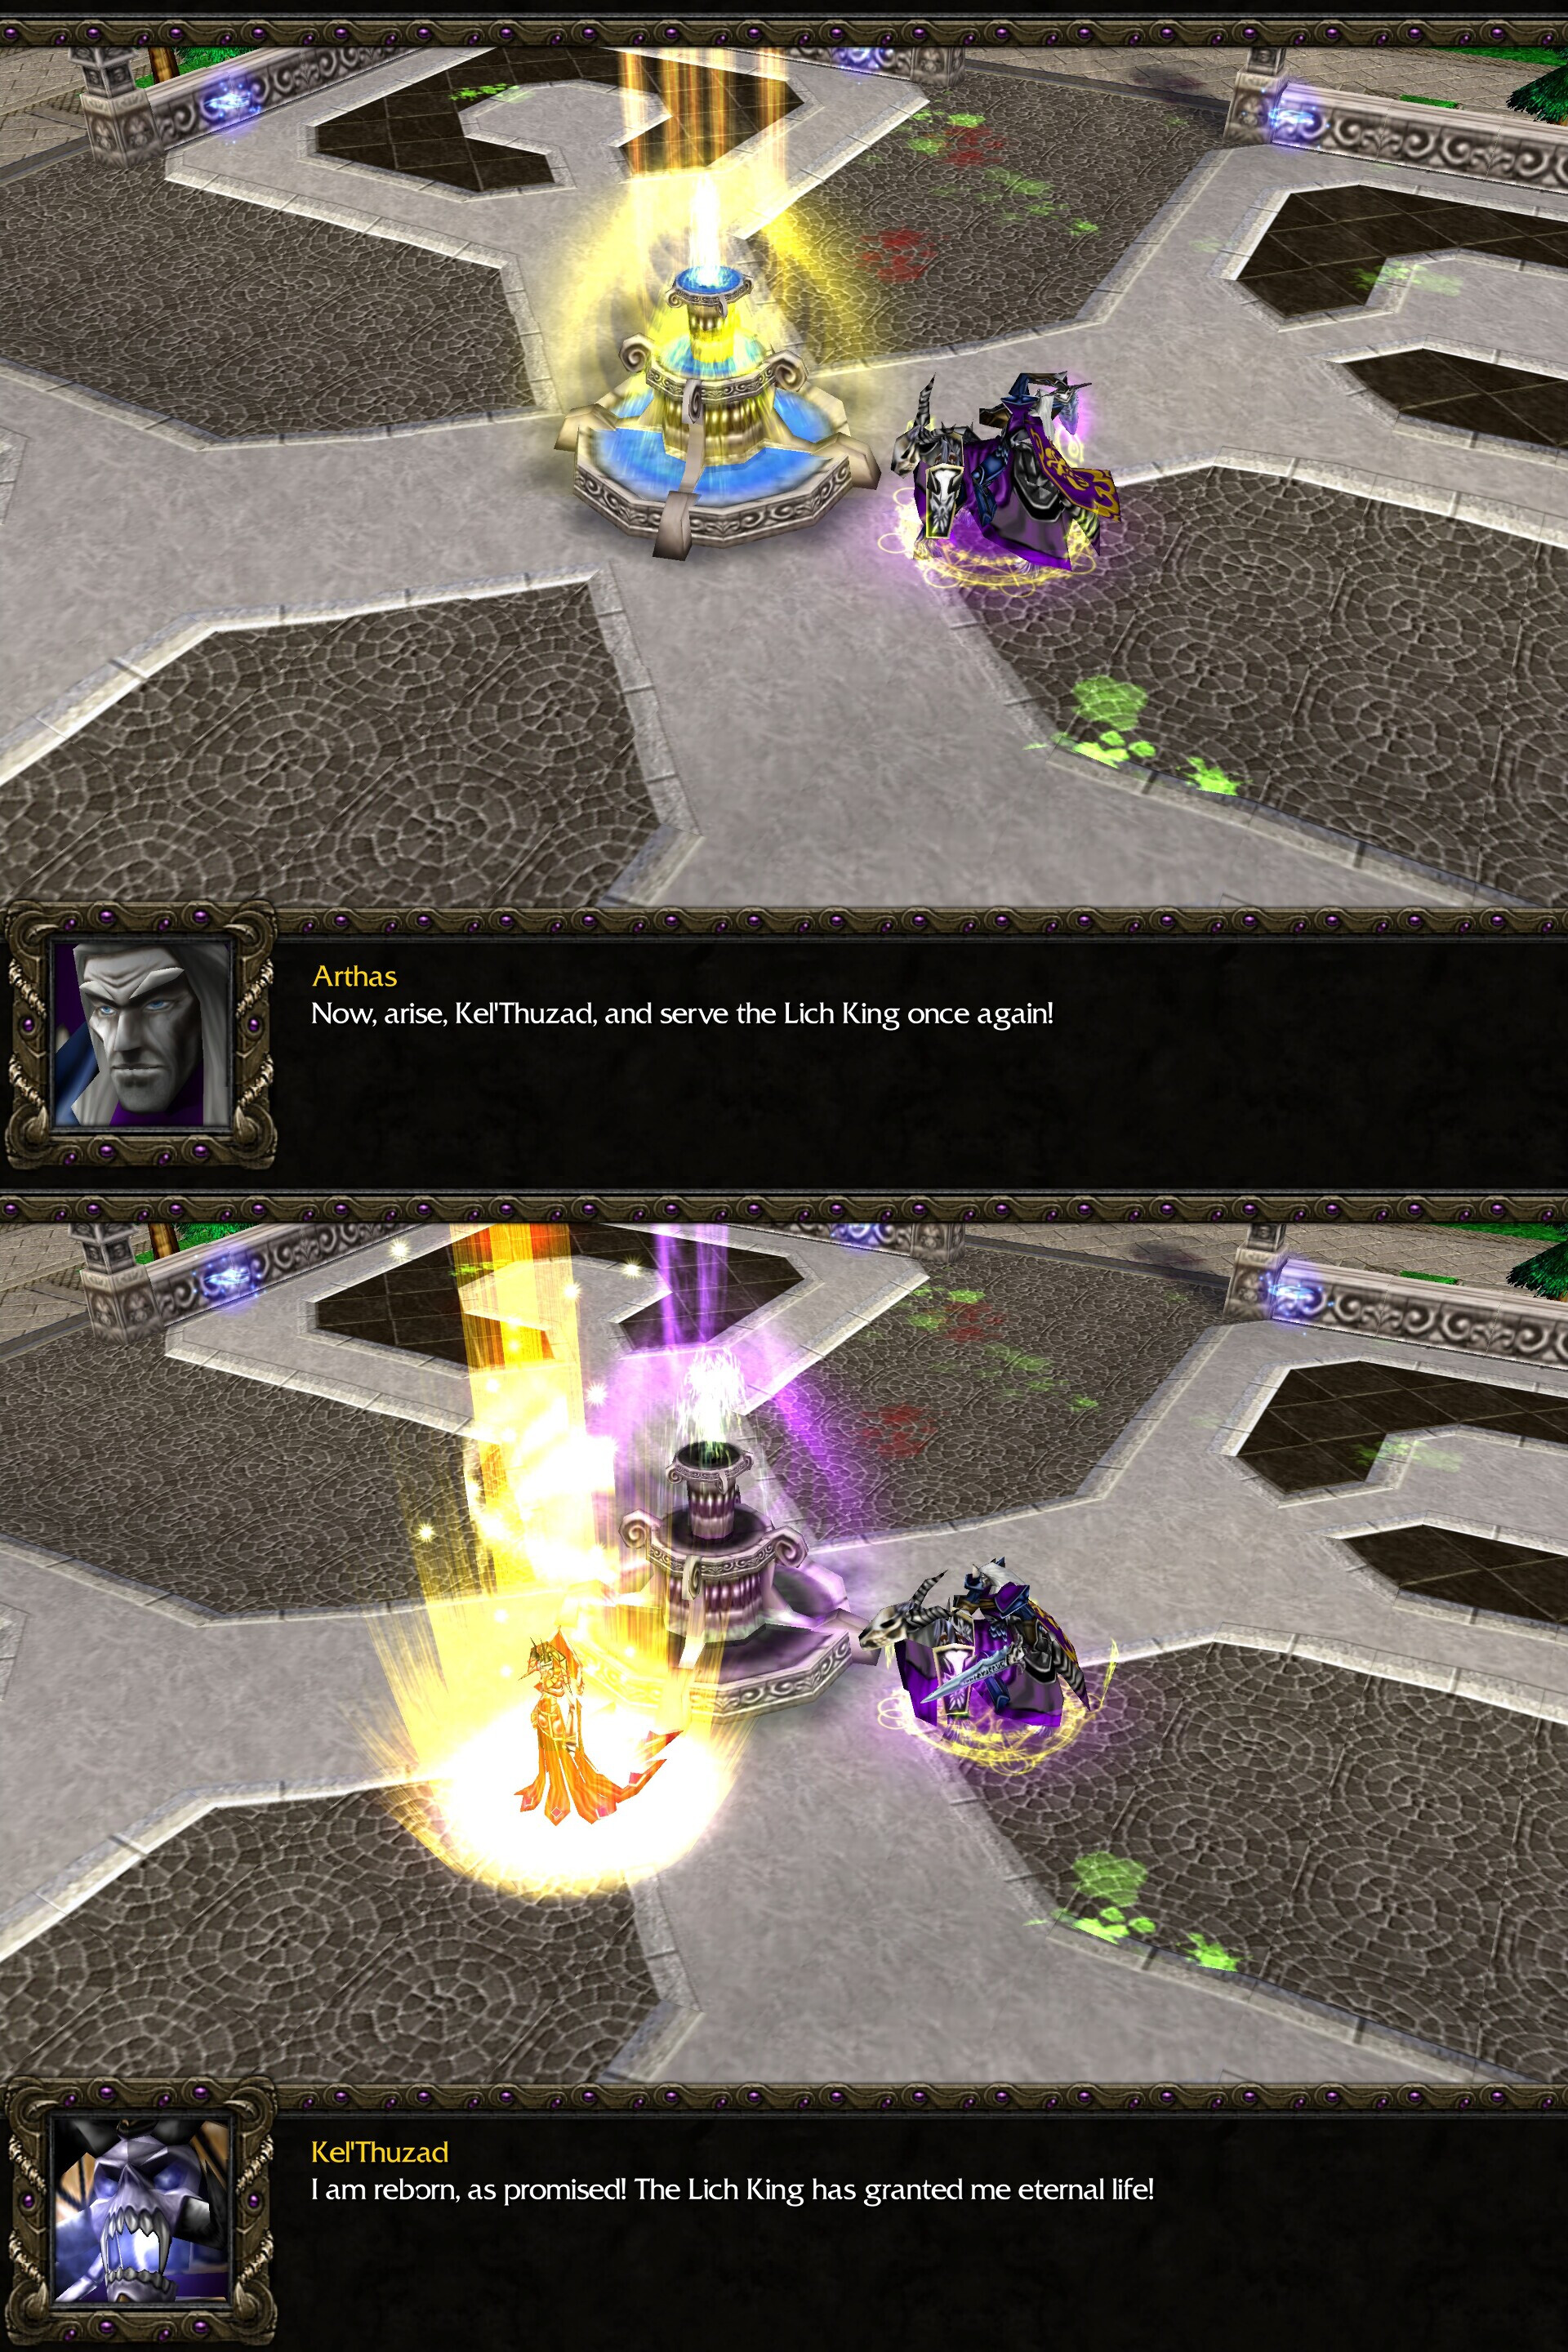 Arthas
Now, arise, Kel'Thuzad, and serve the Lich King once again!
Kel'Thuzad
I am reborn, as promised! The Lich King has granted me eternal life!